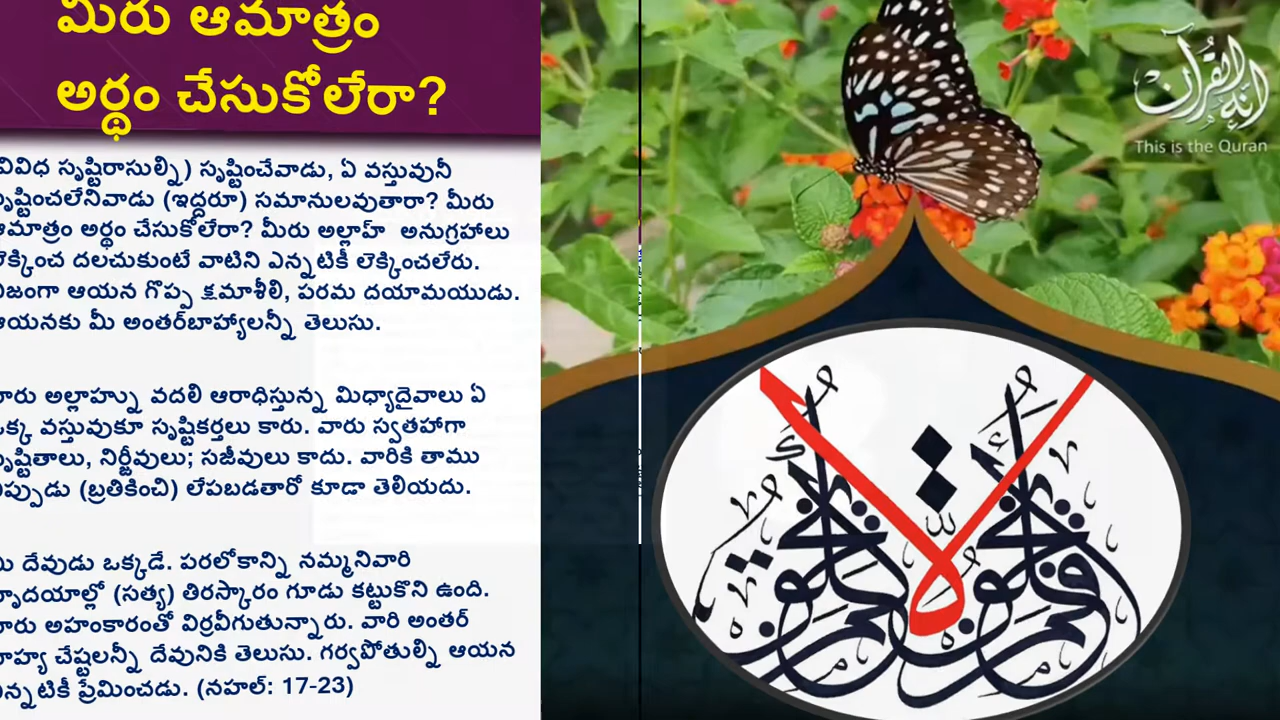 మీరు ఆమాత్రం
అర్థం చేసుకోలేరా?
వివిధ సృష్టిరాసుల్ని) సృష్టించేవాడు, ఏ వస్తువునీ
సృష్టించలేనివాడు (ఇద్దరూ) సమానులవుతారా? మీరు
ఆమాత్రం అర్థం చేసుకోలేరా? మీరు అల్లాహ్ అనుగ్రహాలు
లెక్కించ దలచుకుంటే వాటిని ఎన్నటికీ లెక్కించలేరు.
నిజంగా ఆయన గొప్ప క్షమాశీలి, పరమ దయామయుడు.
ఆయనకు మీ అంతర్‌బాహ్యాలన్నీ తెలుసు.
వారు అల్లాహ్ను వదలి ఆరాధిస్తున్న మిధ్యాదైవాలు ఏ
ఒక్క వస్తువుకూ సృష్టికర్తలు కారు. వారు స్వతహాగా
సృష్టితాలు, నిర్జీవులు; సజీవులు కాదు. వారికి తాము
ఎప్పుడు (బ్రతికించి) లేపబడతారో కూడా తెలియదు.
మీ దేవుడు ఒక్కడే. పరలోకాన్ని నమ్మనివారి
హృదయాల్లో (సత్య) తిరస్కారం గూడు కట్టుకొని ఉంది.
వారు అహంకారంతో విర్రవీగుతున్నారు. వారి అంతర్
బాహ్య చేష్టలన్నీ దేవునికి తెలుసు. గర్వపోతుల్ని ఆయన
ఎన్నటికీ ప్రేమించడు. (నహల్: 17-23)
إنه القرآن
This is the Quran